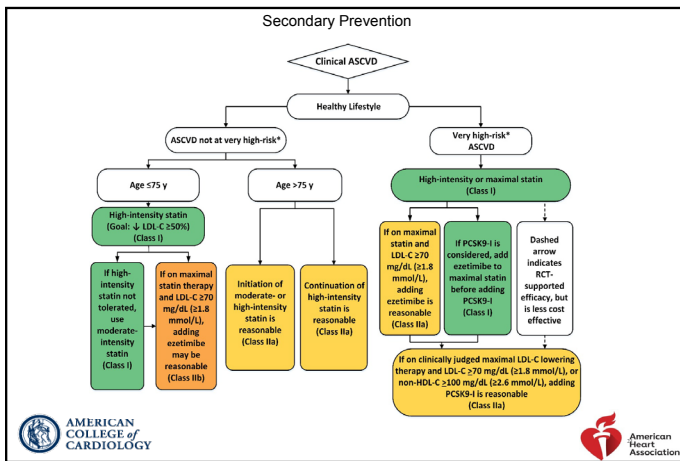 Secondary Prevention
Clinical ASCVD
Healthy Lifestyle
ASCVD not at very high-risk*
Very high-risk*
ASCVD
Age ≤75 y
Age >75 y
High-intensity or maximal statin
(Class I)
High-intensity statin
(Goal: ↓ LDL-C ≥50%)
(Class I)
If high-
intensity
statin not
tolerated,
use
moderate-
intensity
statin
(Class I)
If on maximal
statin therapy
and LDL-C ≥70
mg/dL (≥1.8
mmol/L),
adding
ezetimibe
may be
reasonable
(Class IIb)
Initiation of
moderate- or
high-intensity
statin is
reasonable
(Class IIa)
Continuation of
high-intensity
statin is
reasonable
(Class IIa)
If on maximal
statin and
LDL-C ≥70
mg/dL (≥1.8
mmol/L),
adding
ezetimibe is
reasonable
(Class IIa)
If PCSK9-I is
considered, add
ezetimibe to
maximal statin
before adding
PCSK9-I
(Class I)
Dashed
arrow
indicates
RCT-
supported
efficacy, but
is less cost
effective
If on clinically judged maximal LDL-C lowering
therapy and LDL-C ≥70 mg/dL (≥1.8 mmol/L), or
non-HDL-C ≥100 mg/dL (≥2.6 mmol/L), adding
PCSK9-I is reasonable
(Class IIa)
AMERICAN
COLLEGE of
CARDIOLOGY
American
Heart
Association